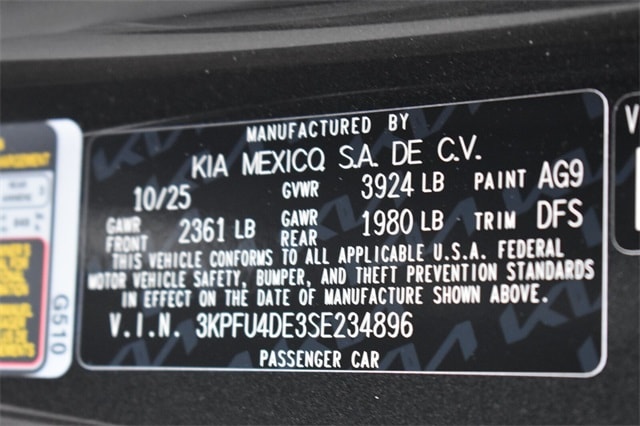 MANUFACTURED BY
KIA MEXICO S.A. DE C.V.
10/25 GVWR 3924 LB PAINT AG9
GAWR FRONT 2361 LB GAWR REAR 1980 LB TRIM DFS
THIS VEHICLE CONFORMS TO ALL APPLICABLE U.S.A. FEDERAL
MOTOR VEHICLE SAFETY, BUMPER, AND THEFT PREVENTION STANDARDS
IN EFFECT ON THE DATE OF MANUFACTURE SHOWN ABOVE.
V.I.N. 3KPFU4DE3SE234896
PASSENGER CAR
G510
V